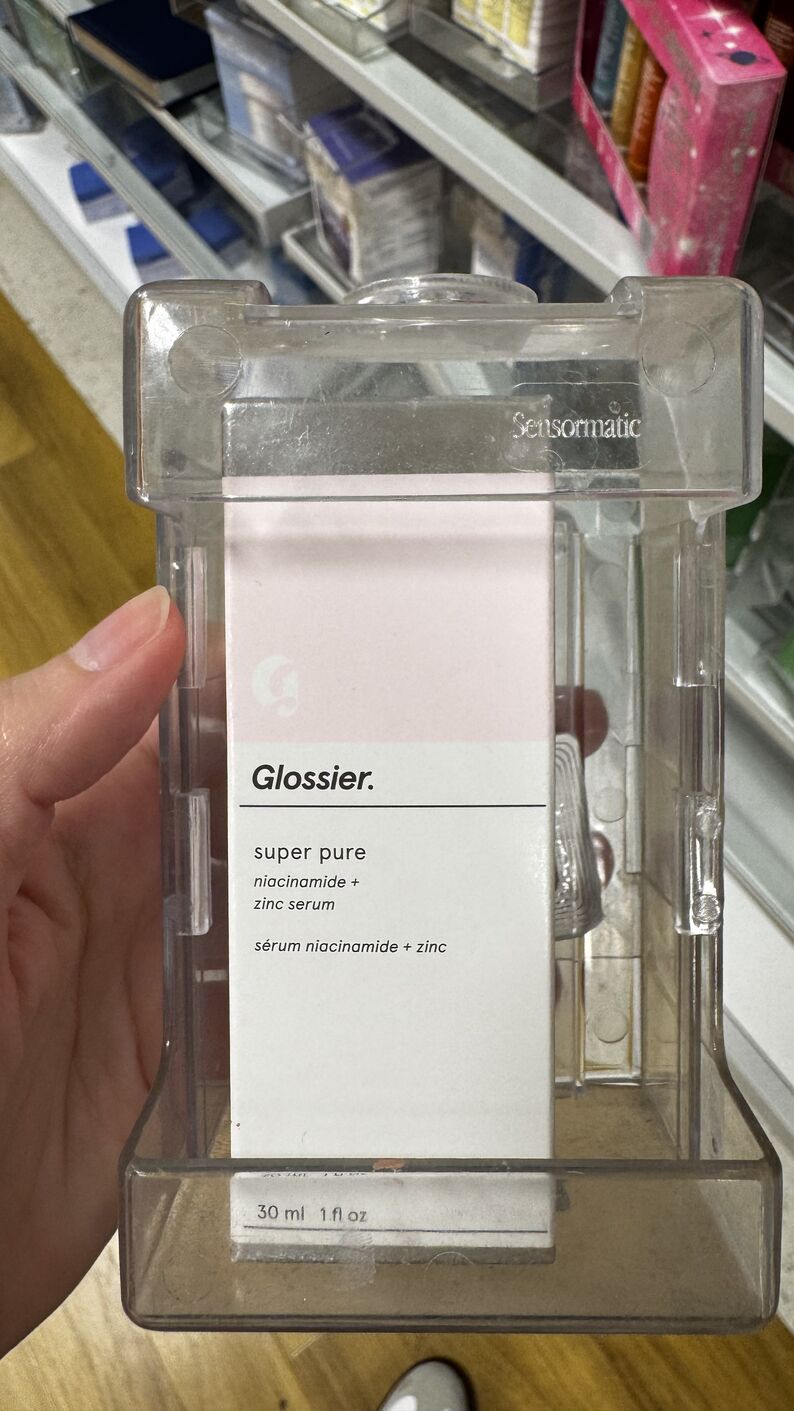 Sensormatic
Glossier.
super pure
niacinamide +
zinc serum
sérum niacinamide + zinc
30 ml 1 fl oz